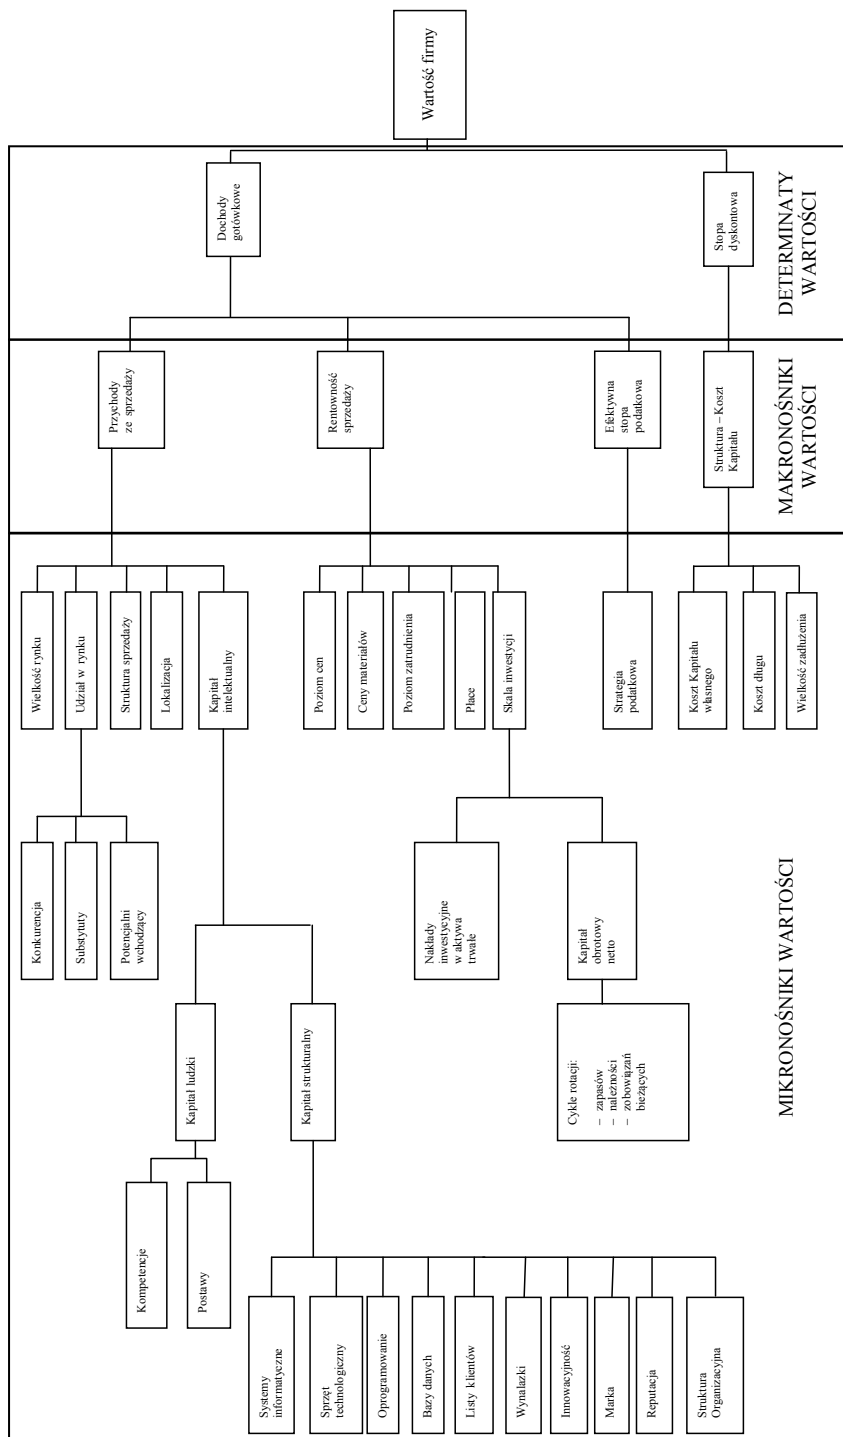 Wartość firmy
Dochody
gotówkowe
Stopa
dyskontowa
DETERMINATY
WARTOŚCI
Przychody
ze sprzedaży
Rentowność
sprzedaży
Efektywna
stopa
podatkowa
Struktura – Koszt
Kapitału
MAKRONOŚNIKI
WARTOŚCI
Wielkość rynku
Udział w rynku
Struktura sprzedaży
Lokalizacja
Kapitał
intelektualny
Poziom cen
Ceny materiałów
Poziom zatrudnienia
Płace
Skala inwestycji
Strategia
podatkowa
Koszt Kapitału
własnego
Koszt długu
Wielkość zadłużenia
Konkurencja
Substytuty
Potencjalni
wchodzący
Nakłady
inwestycyjne
w aktywa
trwałe
Kapitał
obrotowy
netto
MIKRONOŚNIKI WARTOŚCI
Kapitał ludzki
Kapitał strukturalny
Cykle rotacji:
– zapasów
– należności
– zobowiązań
bieżących
Kompetencje
Postawy
Systemy
informatyczne
Sprzęt
technologiczny
Oprogramowanie
Bazy danych
Listy klientów
Wynalazki
Innowacyjność
Marka
Reputacja
Struktura
Organizacyjna